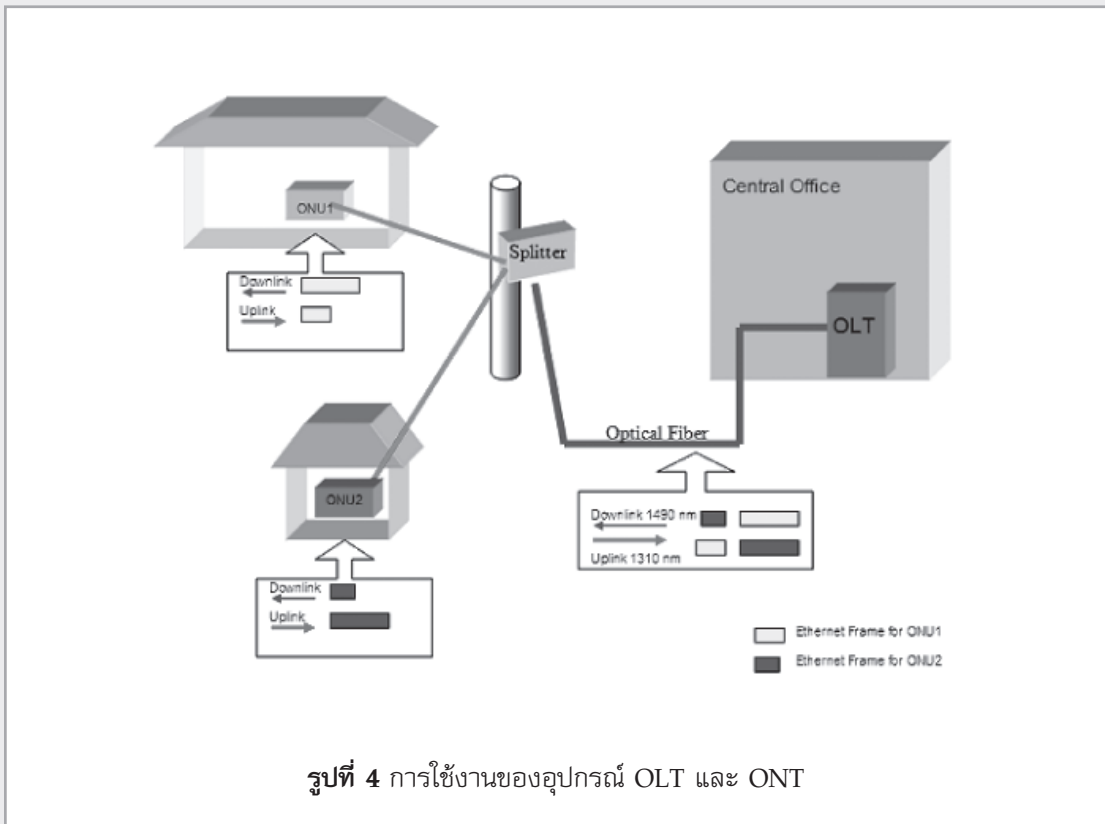 Central Office
ONU1
Splitter
Downlink
Uplink
OLT
Optical Fiber
ONU2
Downlink 1490 nm
Uplink 1310 nm
Downlink
Uplink
Ethernet Frame for ONU1
Ethernet Frame for ONU2
รูปที่ 4 การใช้งานของอุปกรณ์ OLT และ ONT